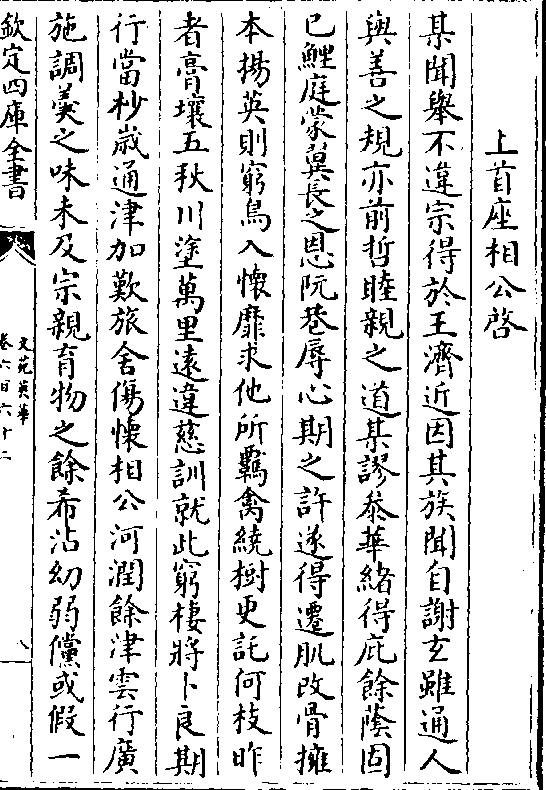 上首座相公啓
某聞舉不違宗得於王濟近因其族聞自謝玄雖通人
與善之規亦前哲睦親之道某謬忝華緒得庇餘蔭固
已鯉庭蒙冀長之恩阮巷辱心期之許遂得遷肌改骨擁
本揚英則窮鳥入懷靡求他所羈禽繞樹更託何枝昨
者膏壤五秋川塗萬里遠違慈訓就此窮棲將卜良期
行當杪歲通津加歎旅舍傷懷相公河潤餘津雲行廣
施調羮之味未及宗親育物之餘希沾幼弱儻或假一
欽定四庫全書
文苑英華
卷六百六十二
八